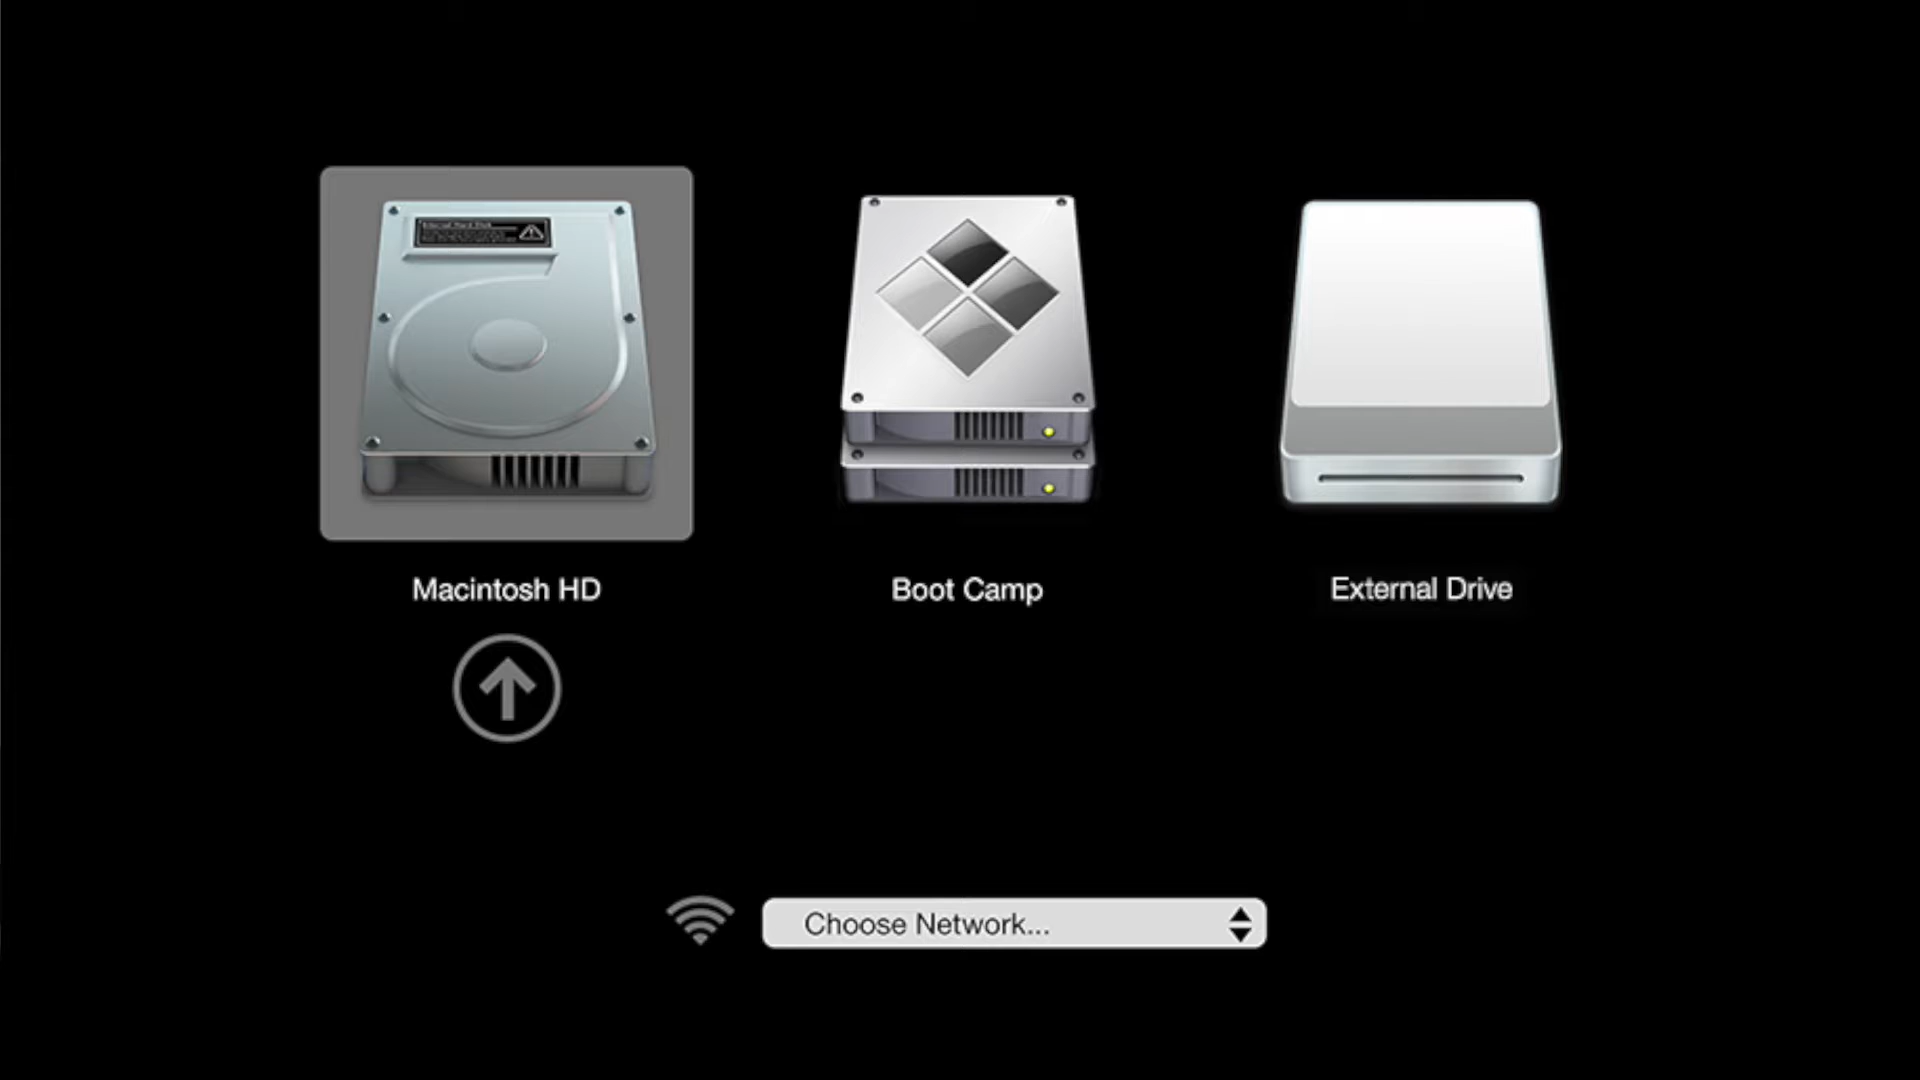 Macintosh HD
Boot Camp
External Drive
Choose Network...